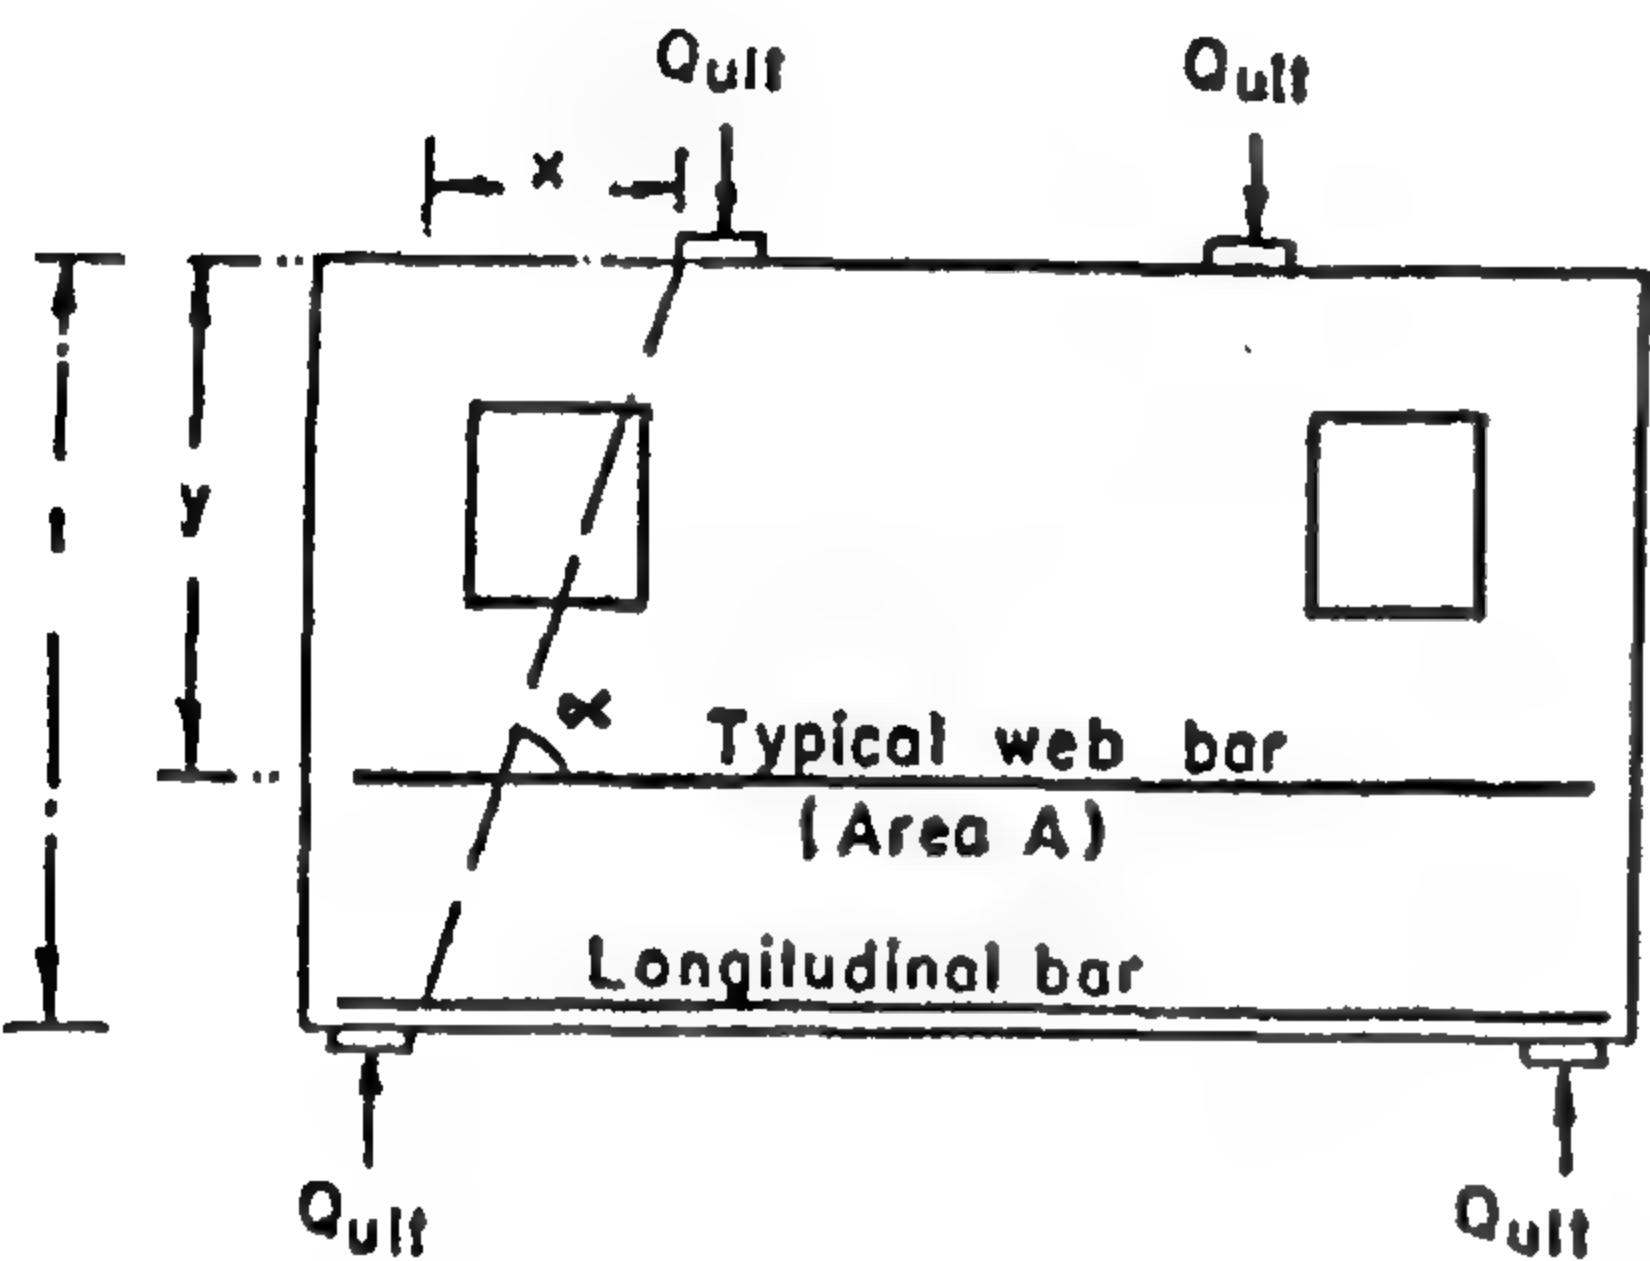 Qult
Qult
x
y
α
Typical web bar
(Area A)
Longitudinal bar
Qult
Qult